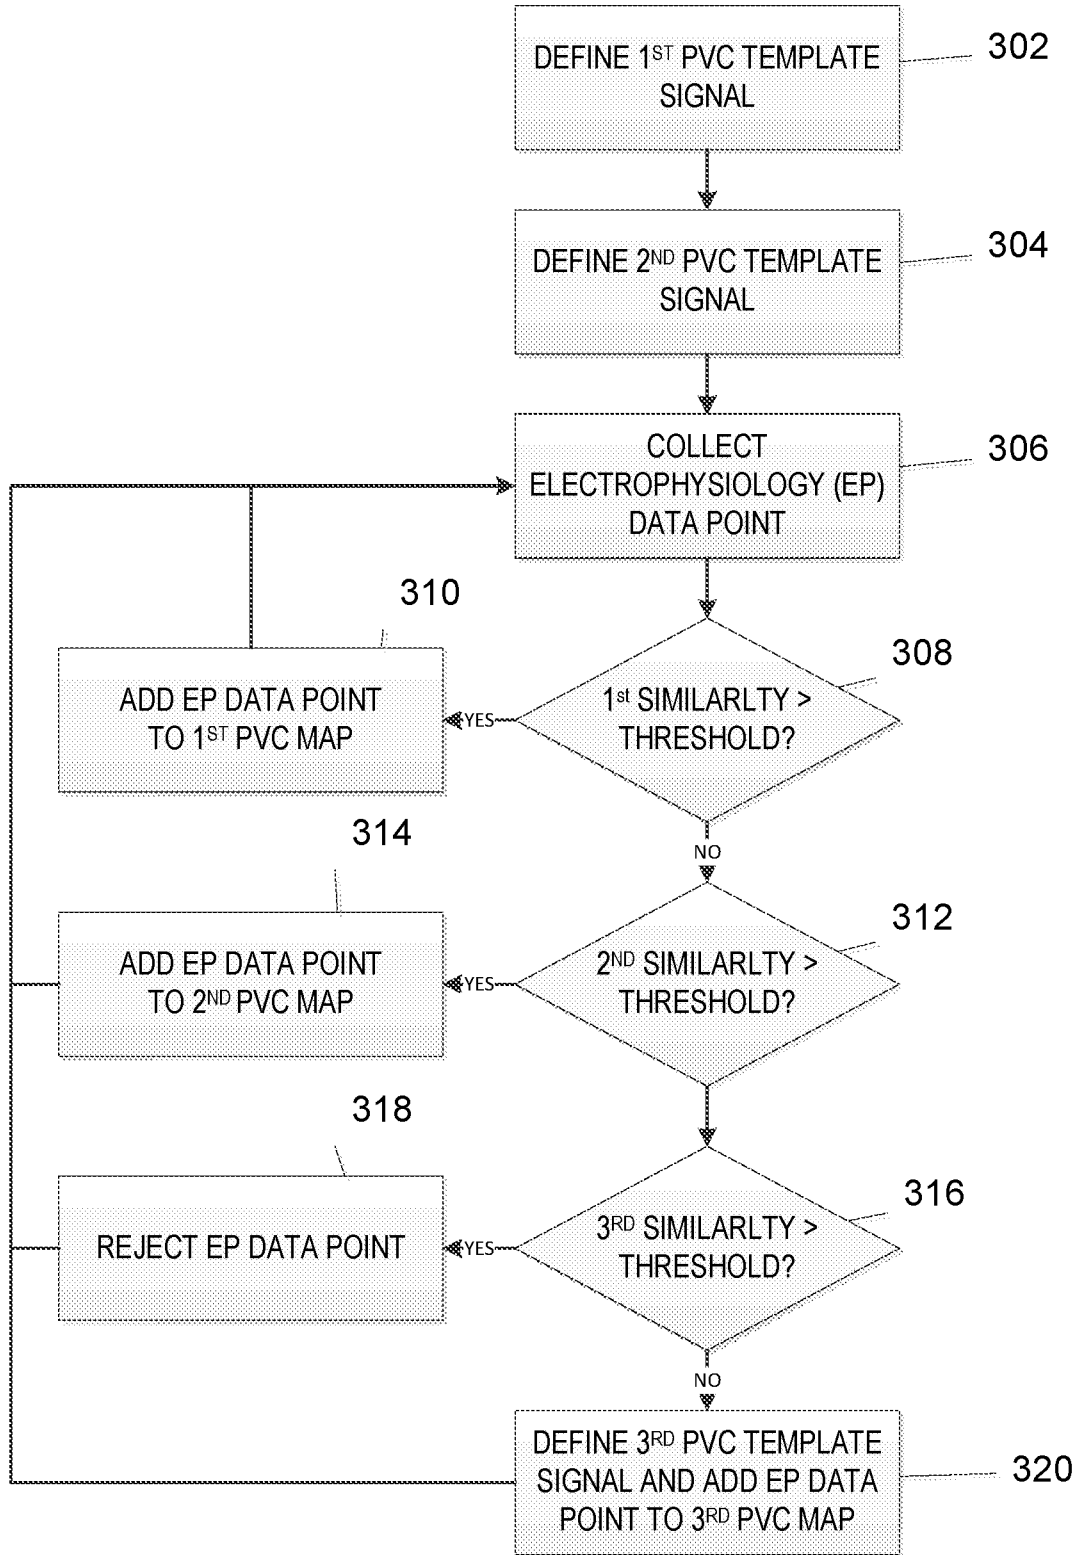 DEFINE 1ST PVC TEMPLATE
SIGNAL
302
DEFINE 2ND PVC TEMPLATE
SIGNAL
304
COLLECT
ELECTROPHYSIOLOGY (EP)
DATA POINT
306
310
ADD EP DATA POINT
TO 1ST PVC MAP
YES
1st SIMILARLTY >
THRESHOLD?
308
NO
314
ADD EP DATA POINT
TO 2ND PVC MAP
YES
2ND SIMILARLTY >
THRESHOLD?
312
318
REJECT EP DATA POINT
YES
3RD SIMILARLTY >
THRESHOLD?
316
NO
DEFINE 3RD PVC TEMPLATE
SIGNAL AND ADD EP DATA
POINT TO 3RD PVC MAP
320